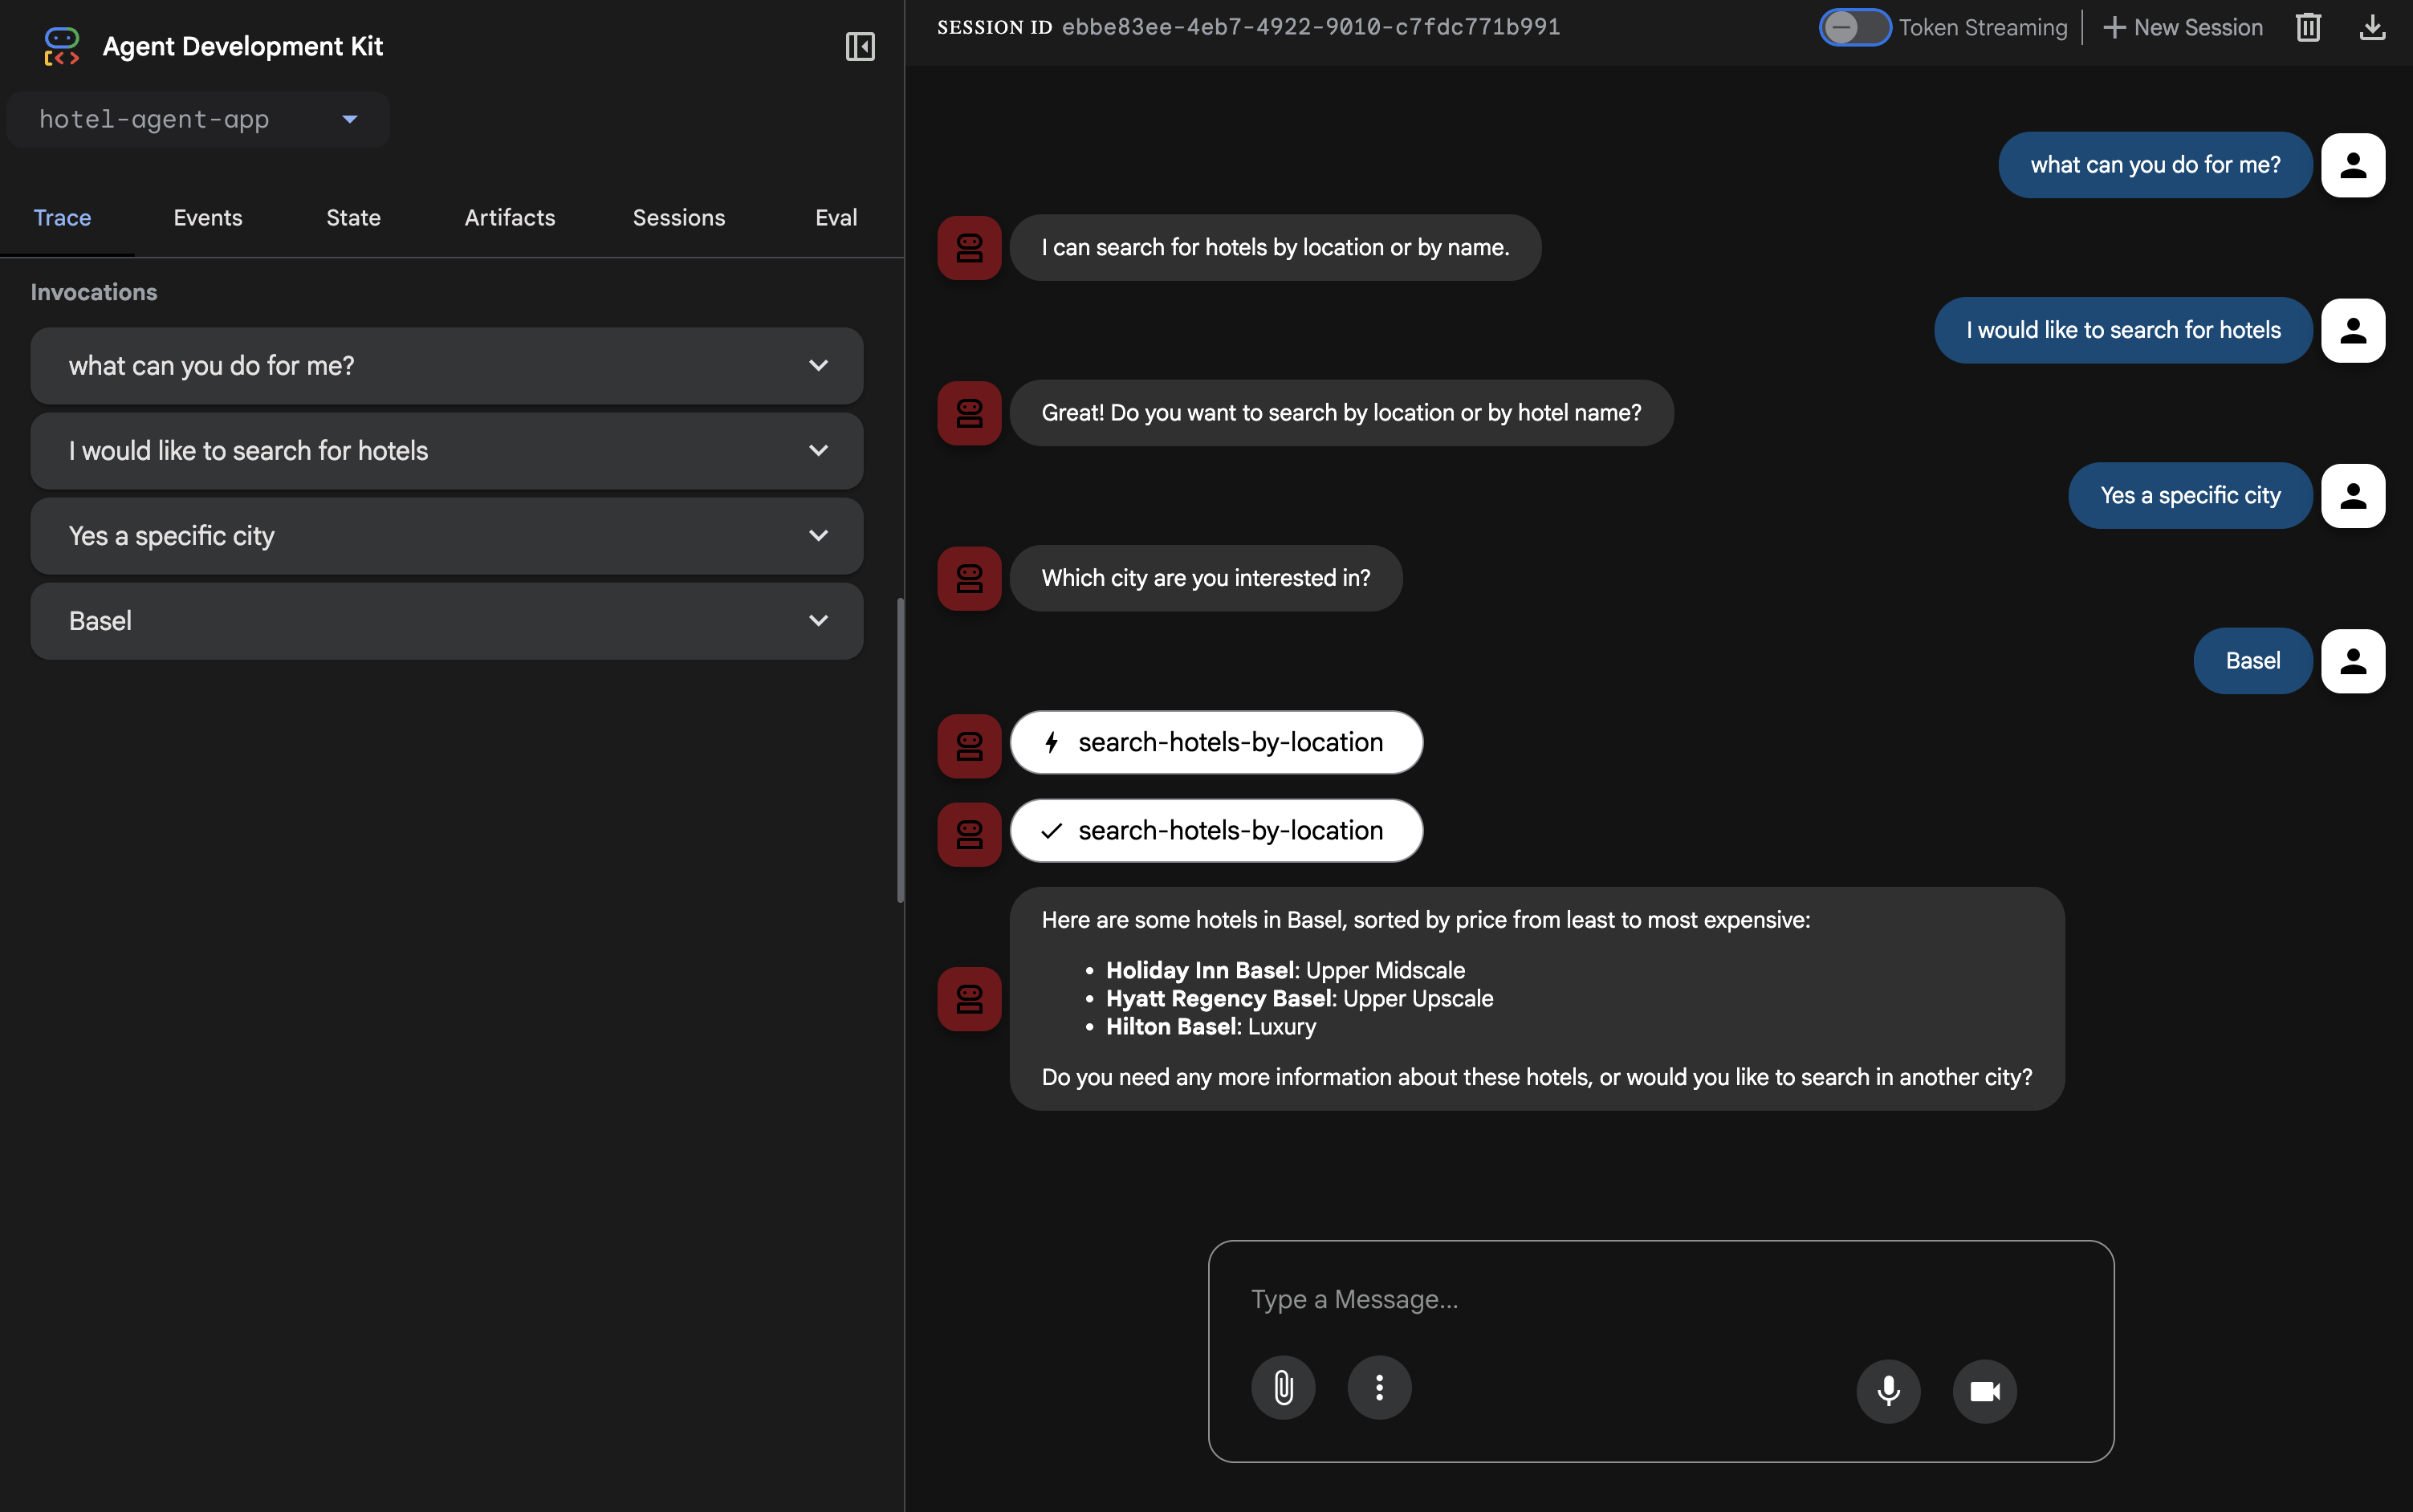 Agent Development Kit
hotel-agent-app
Trace Events State Artifacts Sessions Eval
Invocations
what can you do for me?
I would like to search for hotels
Yes a specific city
Basel
SESSION ID ebbe83ee-4eb7-4922-9010-c7fdc771b991
Token Streaming
New Session
what can you do for me?
I can search for hotels by location or by name.
I would like to search for hotels
Great! Do you want to search by location or by hotel name?
Yes a specific city
Which city are you interested in?
Basel
search-hotels-by-location
search-hotels-by-location
Here are some hotels in Basel, sorted by price from least to most expensive:
• Holiday Inn Basel: Upper Midscale
• Hyatt Regency Basel: Upper Upscale
• Hilton Basel: Luxury
Do you need any more information about these hotels, or would you like to search in another city?
Type a Message...